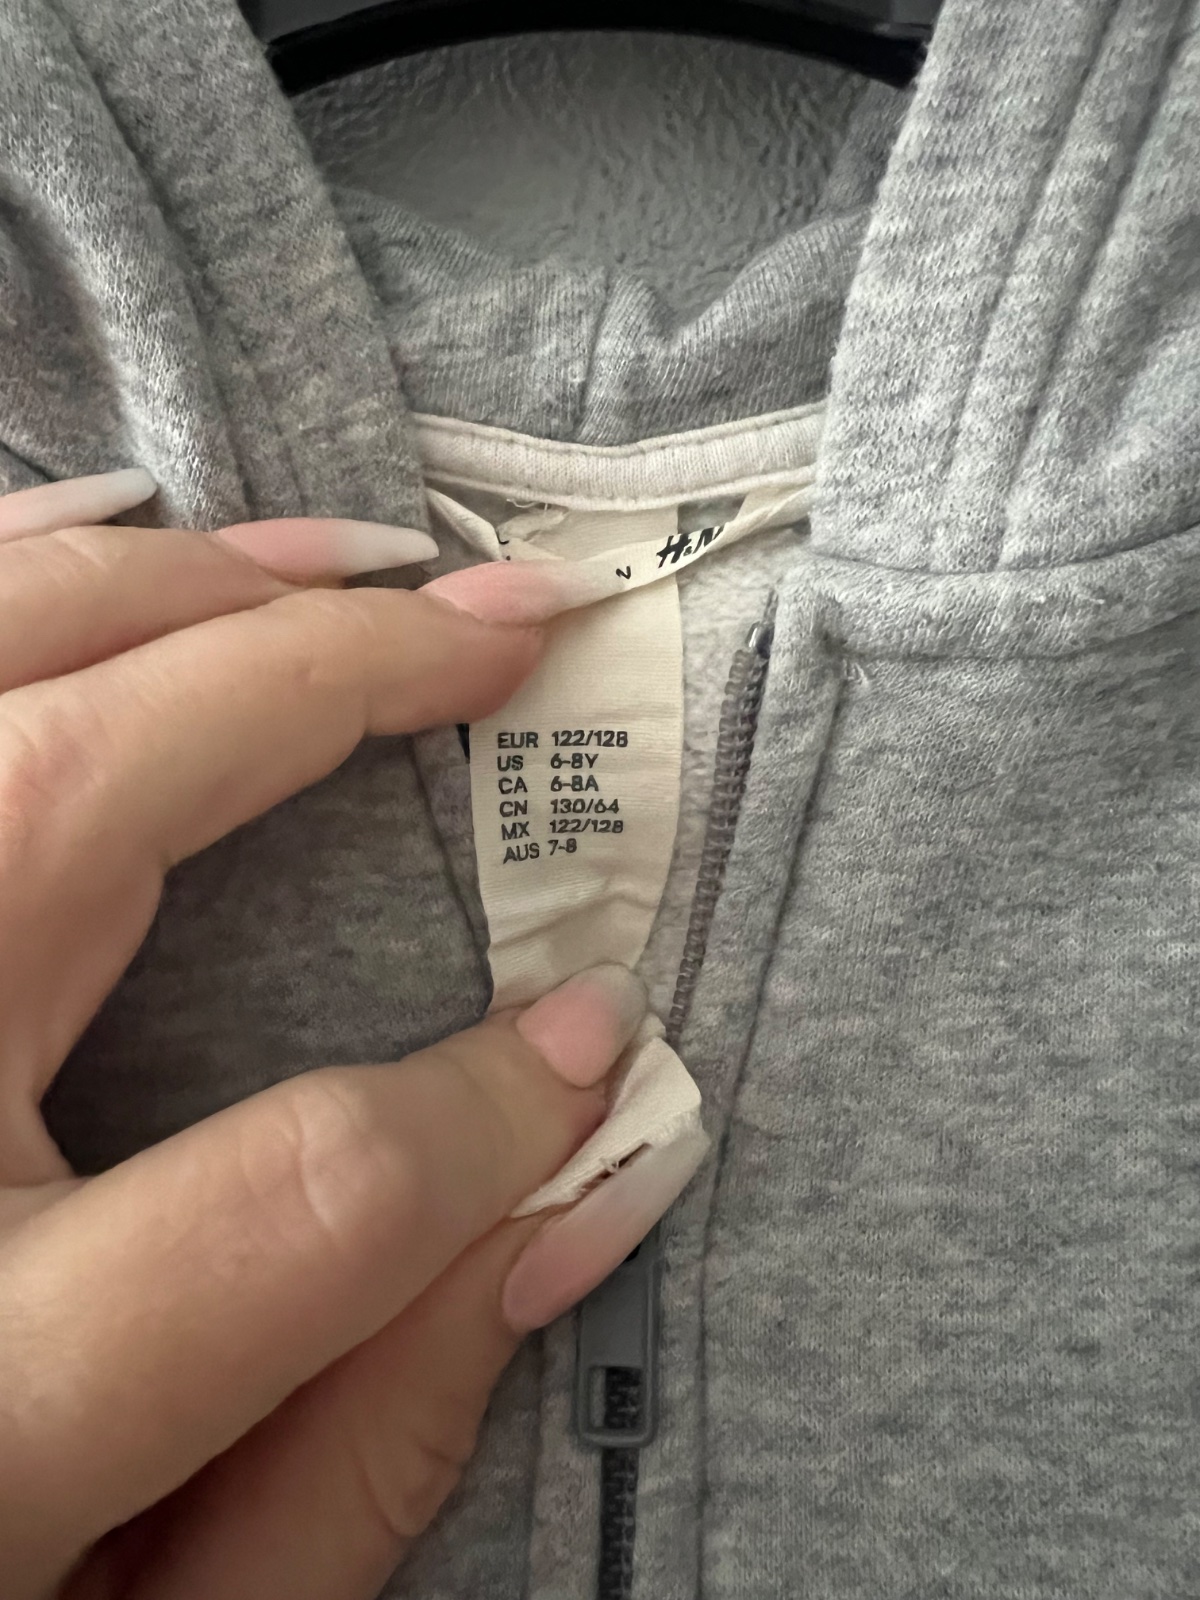 H&M
EUR 122/128
US 6-8Y
CA 6-8A
CN 130/64
MX 122/128
AUS 7-8